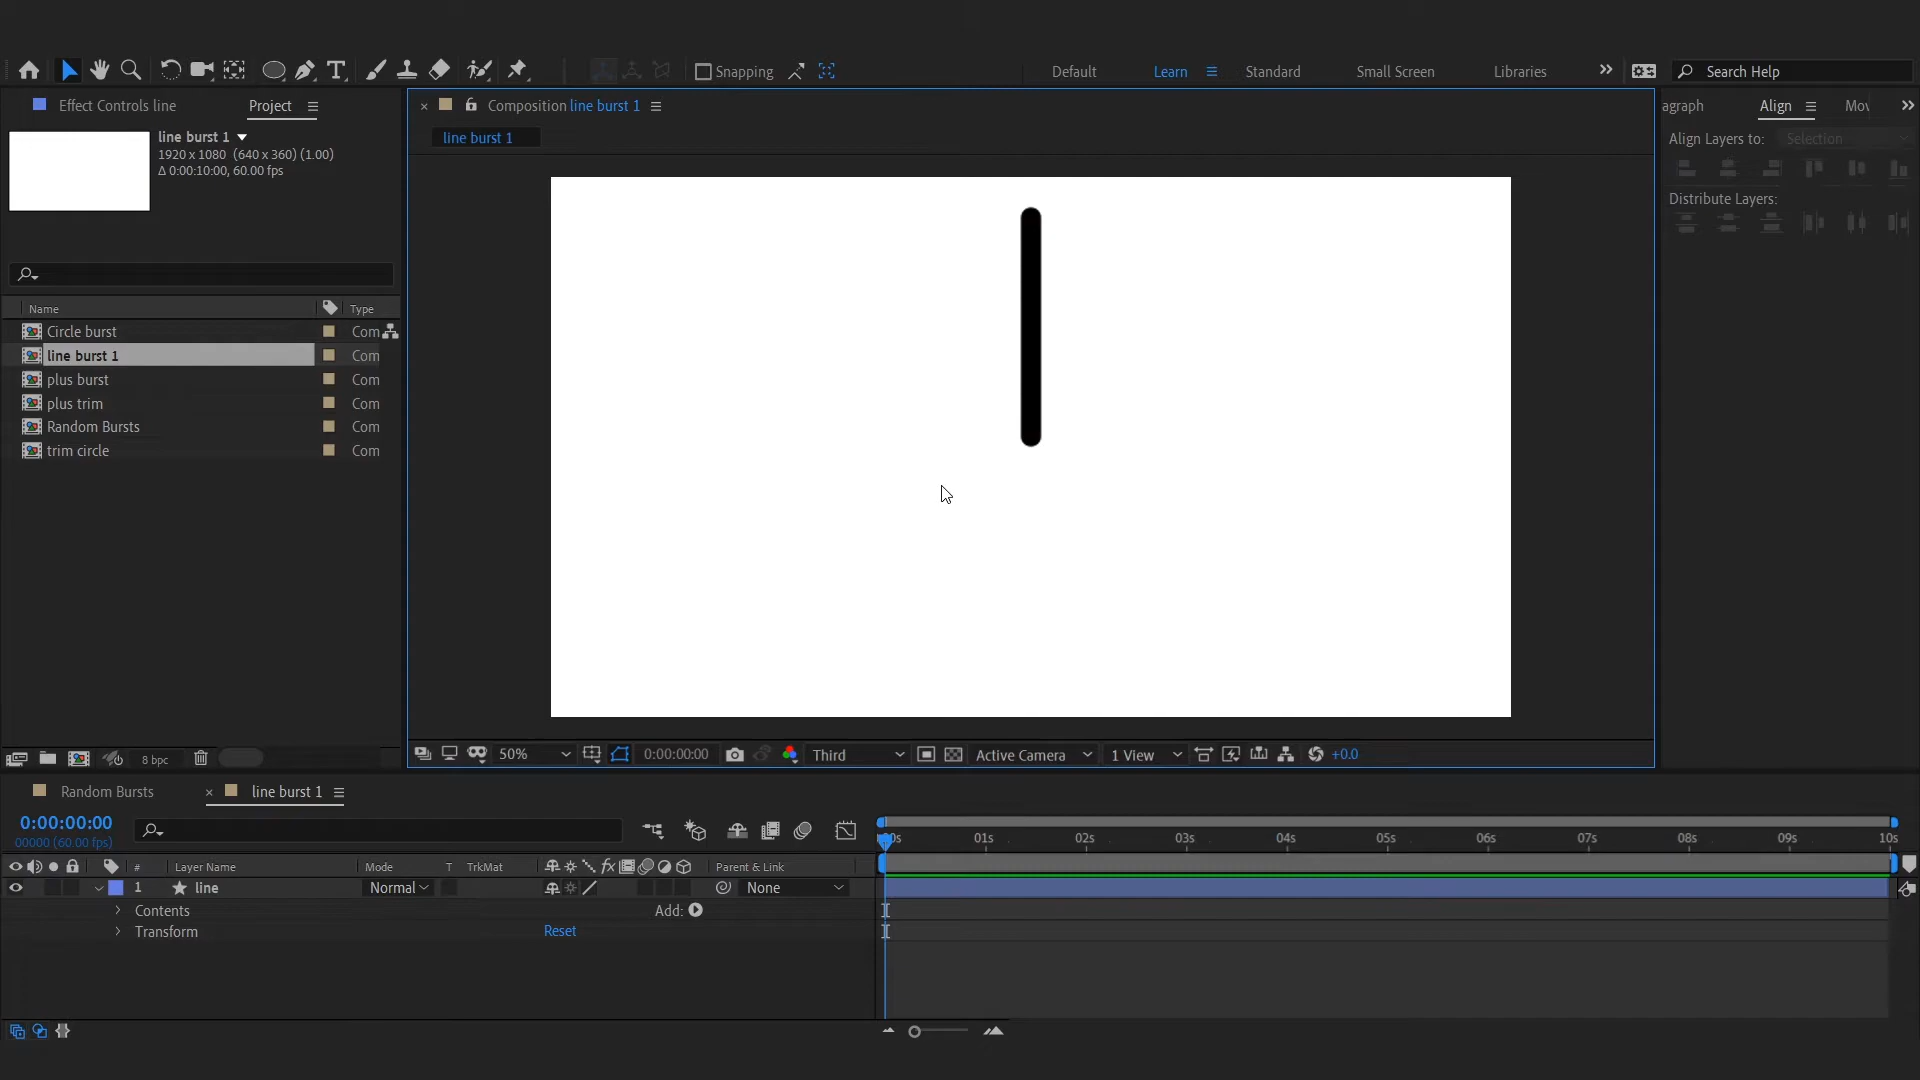 Snapping
Default
Learn
Standard
Small Screen
Libraries
Search Help
Effect Controls line
Project
line burst 1
1920 x 1080 (640 x 360) (1.00)
Δ 0:00:10:00, 60.00 fps
Name
Type
Circle burst
Com
line burst 1
Com
plus burst
Com
plus trim
Com
Random Bursts
Com
trim circle
Com
8 bpc
Composition line burst 1
line burst 1
50%
0:00:00:00
Third
Active Camera
1 View
+0.0
agraph
Align
Mov
Align Layers to:
Selection
Distribute Layers:
Random Bursts
line burst 1
0:00:00:00
00000 (60.00 fps)
# Layer Name
Mode
T TrkMat
Parent & Link
1 line
Normal
None
Contents
Add:
Transform
Reset
00s 01s 02s 03s 04s 05s 06s 07s 08s 09s 10s